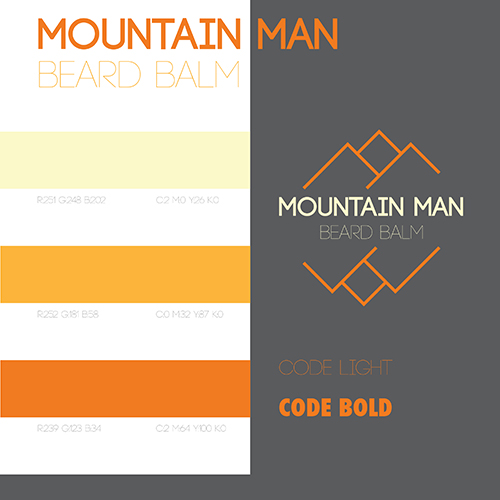 MOUNTAIN MAN
BEARD BALM
R251 G248 B202 C2 M0 Y26 K0
R252 G181 B58 C0 M32 Y87 K0
R239 G123 B34 C2 M64 Y100 K0
MOUNTAIN MAN
BEARD BALM
CODE LIGHT
CODE BOLD